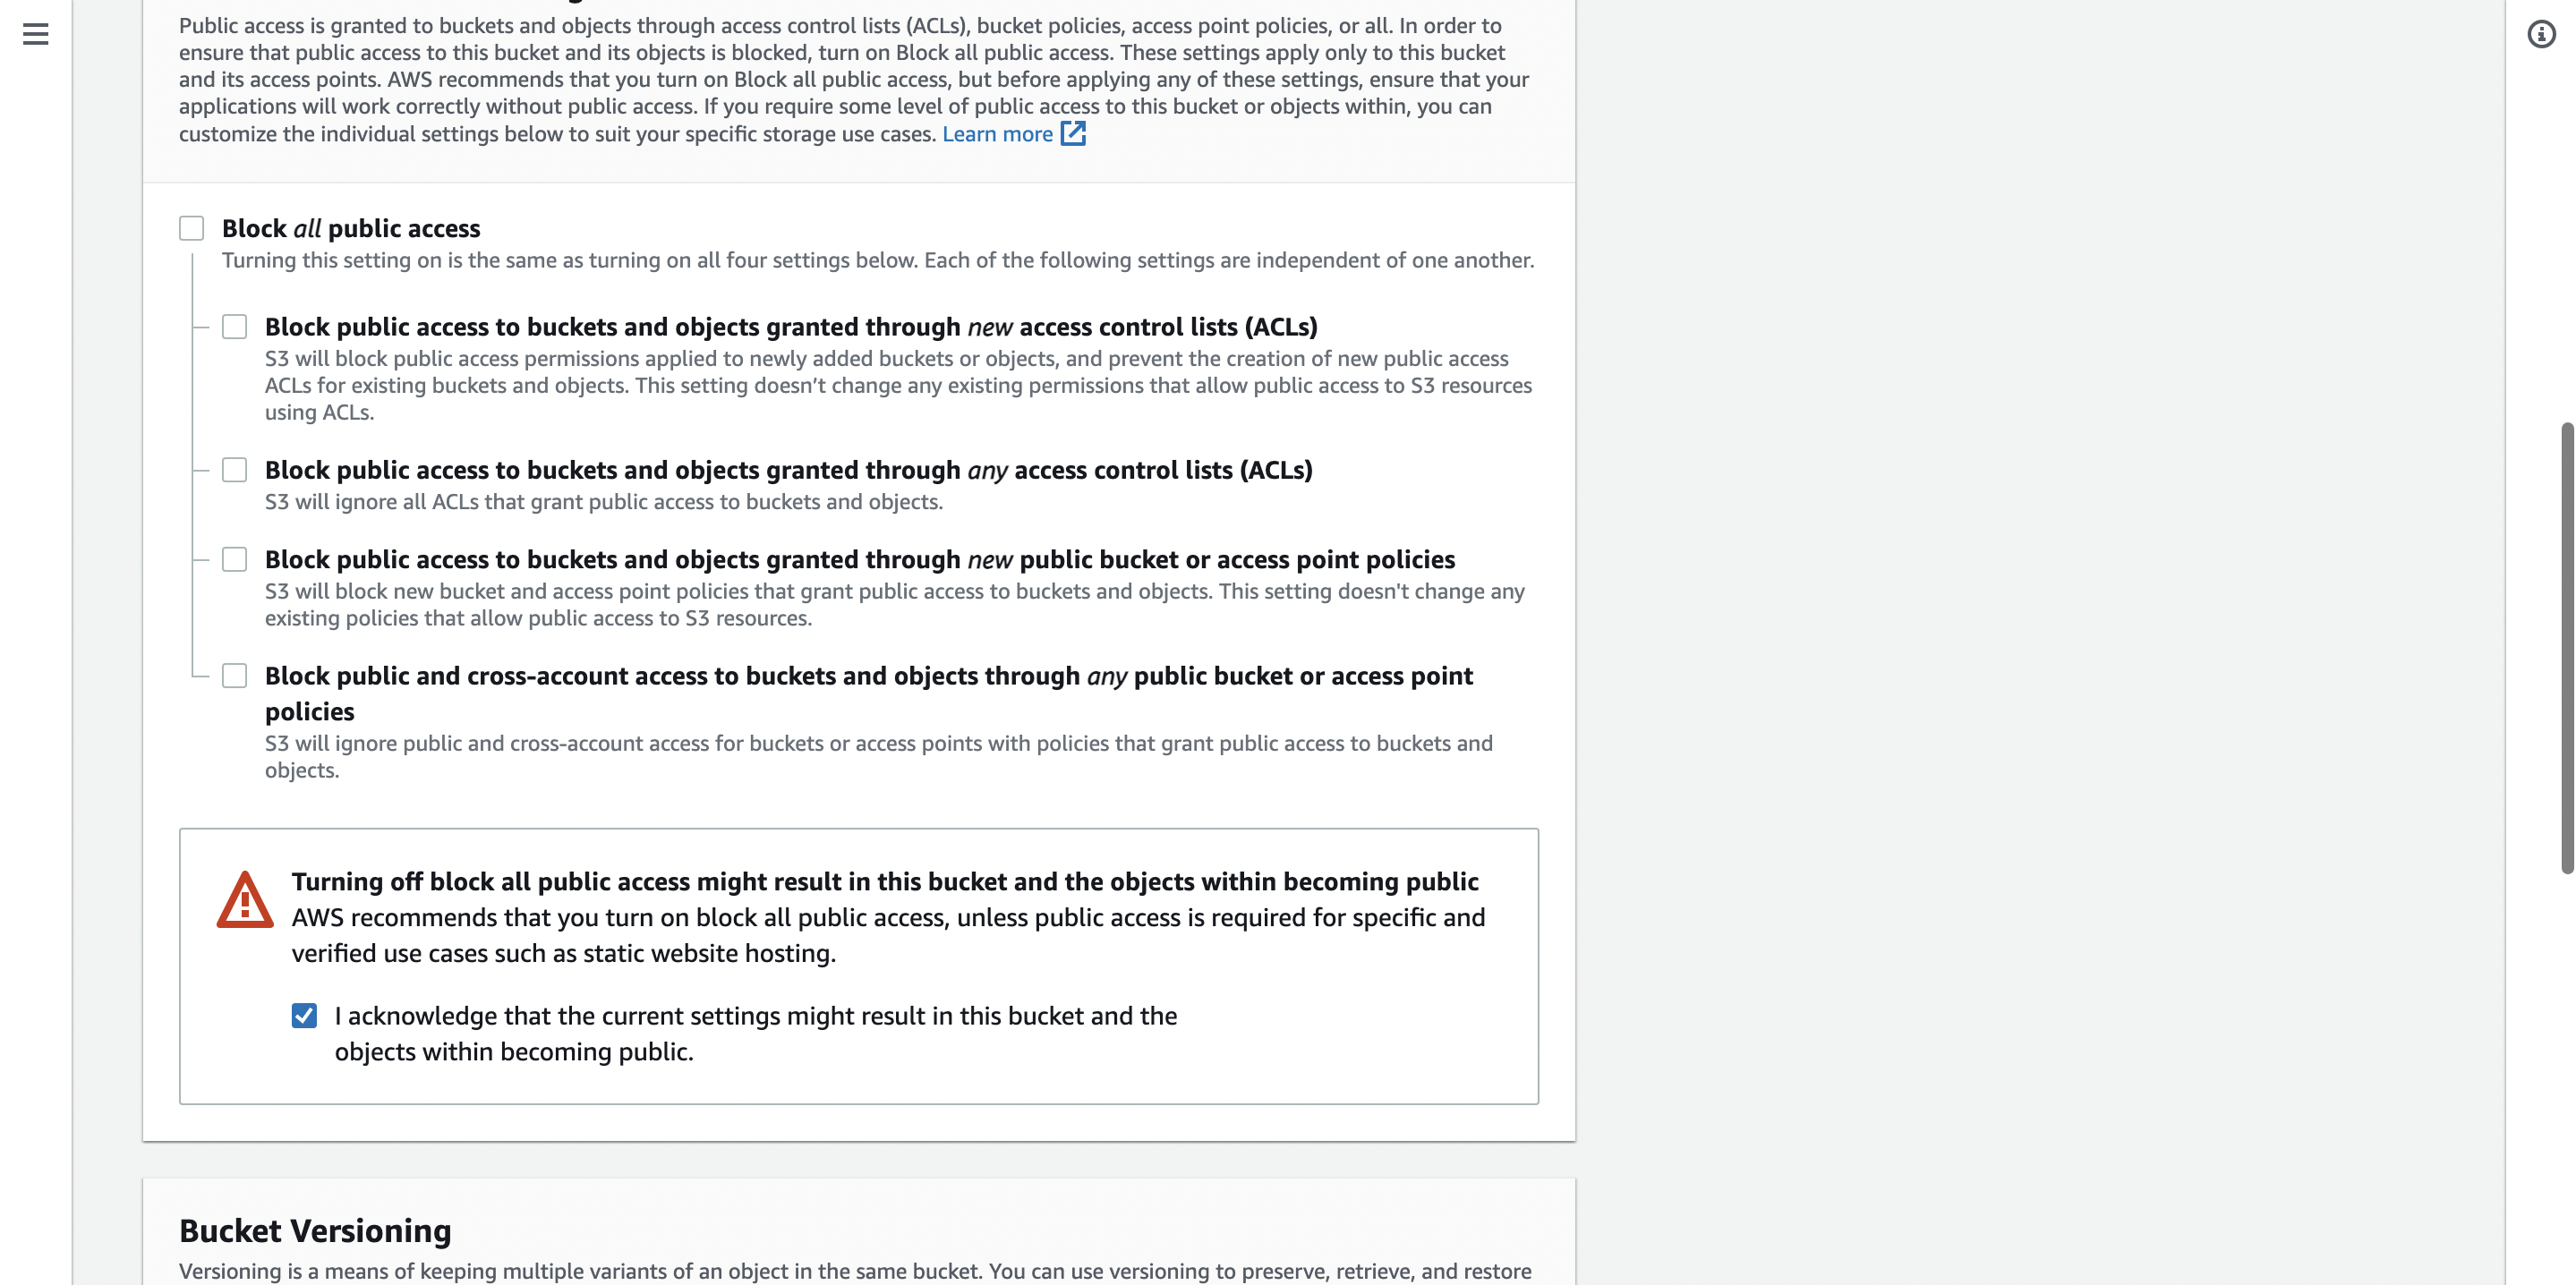 Public access is granted to buckets and objects through access control lists (ACLs), bucket policies, access point policies, or all. In order to
ensure that public access to this bucket and its objects is blocked, turn on Block all public access. These settings apply only to this bucket
and its access points. AWS recommends that you turn on Block all public access, but before applying any of these settings, ensure that your
applications will work correctly without public access. If you require some level of public access to this bucket or objects within, you can
customize the individual settings below to suit your specific storage use cases. Learn more
Block all public access
Turning this setting on is the same as turning on all four settings below. Each of the following settings are independent of one another.
Block public access to buckets and objects granted through new access control lists (ACLs)
S3 will block public access permissions applied to newly added buckets or objects, and prevent the creation of new public access
ACLs for existing buckets and objects. This setting doesn’t change any existing permissions that allow public access to S3 resources
using ACLs.
Block public access to buckets and objects granted through any access control lists (ACLs)
S3 will ignore all ACLs that grant public access to buckets and objects.
Block public access to buckets and objects granted through new public bucket or access point policies
S3 will block new bucket and access point policies that grant public access to buckets and objects. This setting doesn't change any
existing policies that allow public access to S3 resources.
Block public and cross-account access to buckets and objects through any public bucket or access point
policies
S3 will ignore public and cross-account access for buckets or access points with policies that grant public access to buckets and
objects.
Turning off block all public access might result in this bucket and the objects within becoming public
AWS recommends that you turn on block all public access, unless public access is required for specific and
verified use cases such as static website hosting.
I acknowledge that the current settings might result in this bucket and the
objects within becoming public.
Bucket Versioning
Versioning is a means of keeping multiple variants of an object in the same bucket. You can use versioning to preserve, retrieve, and restore